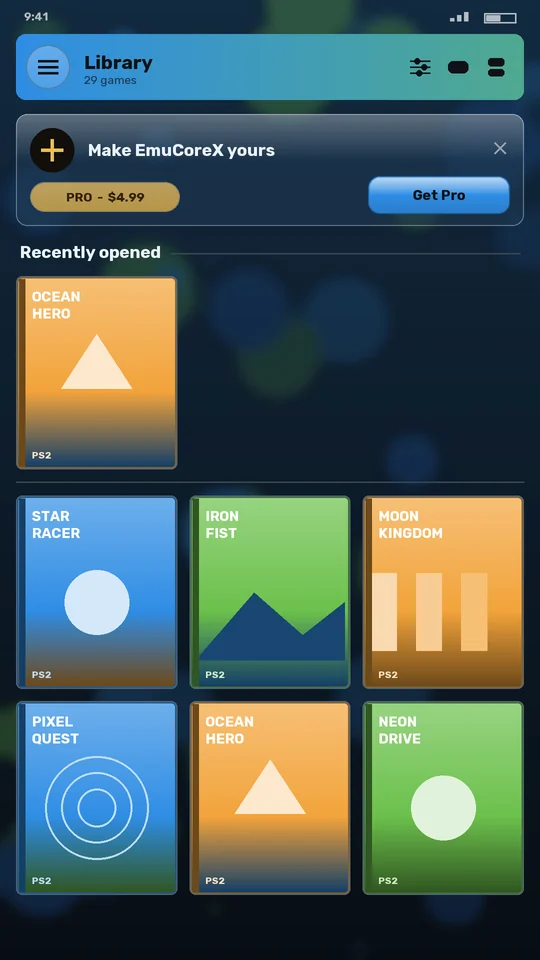 9:41
Library
29 games
Make EmuCoreX yours
PRO - $4.99
Get Pro
Recently opened
OCEAN
HERO
PS2
STAR
RACER
PS2
IRON
FIST
PS2
MOON
KINGDOM
PS2
PIXEL
QUEST
PS2
OCEAN
HERO
PS2
NEON
DRIVE
PS2